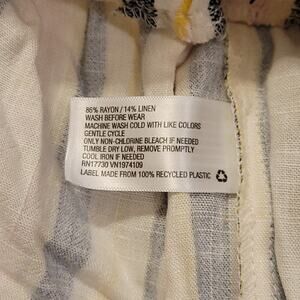 86% RAYON / 14% LINEN
WASH BEFORE WEAR
MACHINE WASH COLD WITH LIKE COLORS
GENTLE CYCLE
ONLY NON-CHLORINE BLEACH IF NEEDED
TUMBLE DRY LOW, REMOVE PROMPTLY
COOL IRON IF NEEDED
RN17730 VN1974109
LABEL MADE FROM 100% RECYCLED PLASTIC